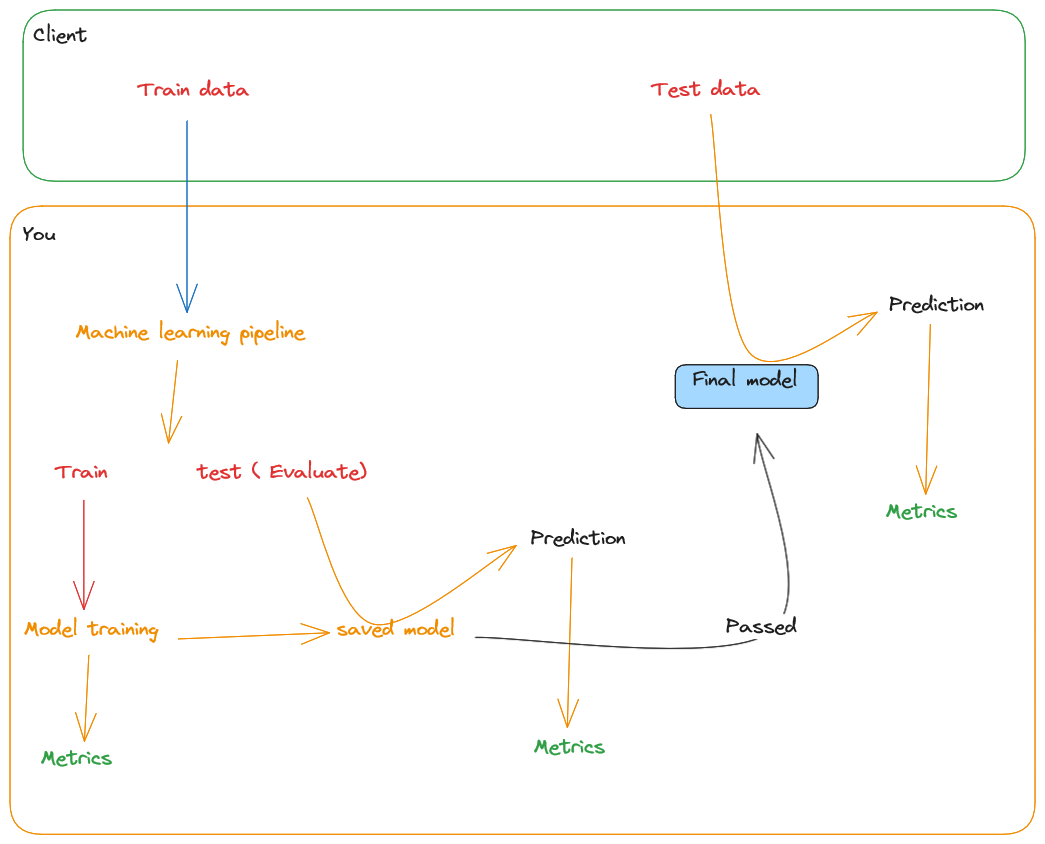 Client
Train data
Test data
You
Machine learning pipeline
Prediction
Final model
Train
test ( Evaluate)
Metrics
Prediction
Model training
saved model
Passed
Metrics
Metrics